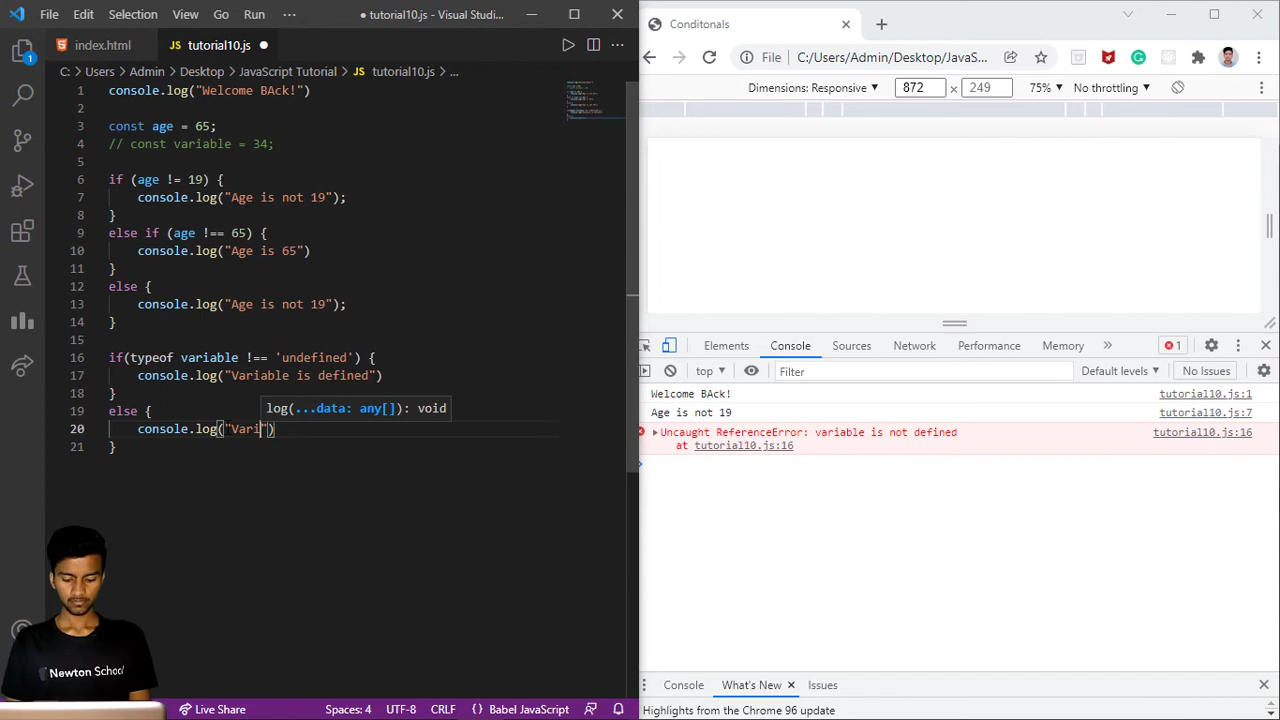 File Edit Selection View Go Run ··· ● tutorial10.js - Visual Studi...
index.html
JS tutorial10.js ●
C: > Users > Admin > Desktop > JavaScript Tutorial > JS tutorial10.js > ...
1 console.log("Welcome BAck!")
2
3 const age = 65;
4 // const variable = 34;
5
6 if (age != 19) {
7 console.log("Age is not 19");
8 }
9 else if (age !== 65) {
10 console.log("Age is 65")
11 }
12 else {
13 console.log("Age is not 19");
14 }
15
16 if(typeof variable !== 'undefined') {
17 console.log("Variable is defined")
18 }
19 else {
log(...data: any[]): void
20 console.log("Vari")
21 }
1
Newton School
Live Share Spaces: 4 UTF-8 CRLF {} Babel JavaScript
Conditonals
File C:/Users/Admin/Desktop/JavaS...
Dimensions: Responsive 872 × 249 75% No throttling
Elements Console Sources Network Performance Memory » 1
top Filter Default levels No Issues
Welcome BAck! tutorial10.js:1
Age is not 19 tutorial10.js:7
Uncaught ReferenceError: variable is not defined tutorial10.js:16
at tutorial10.js:16
Console What's New Issues
Highlights from the Chrome 96 update